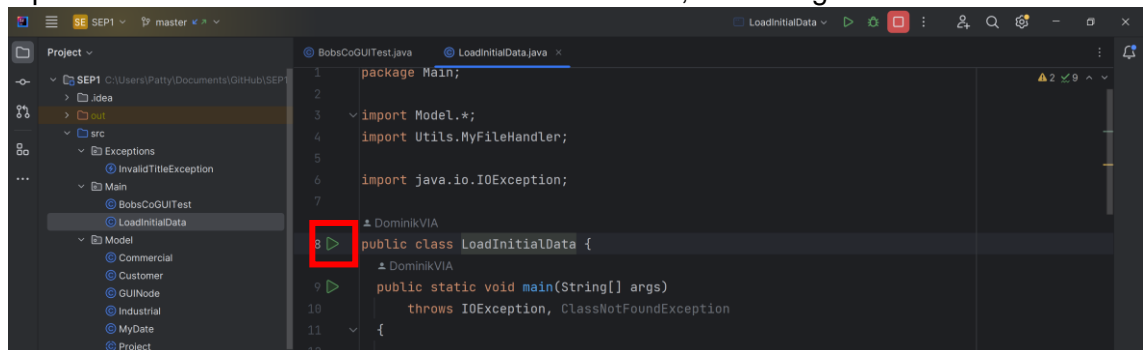 SEP1 master LoadInitialData
Project
BobsCoGUITest.java LoadInitialData.java
SEP1 C:\Users\Patty\Documents\GitHub\SEP1
.idea
out
src
Exceptions
InvalidTitleException
Main
BobsCoGUITest
LoadInitialData
Model
Commercial
Customer
GUINode
Industrial
MyDate
Project
2 9
1 package Main;
2
3 import Model.*;
4 import Utils.MyFileHandler;
5
6 import java.io.IOException;
7
DominikVIA
8 public class LoadInitialData {
DominikVIA
9 public static void main(String[] args)
10 throws IOException, ClassNotFoundException
11 {